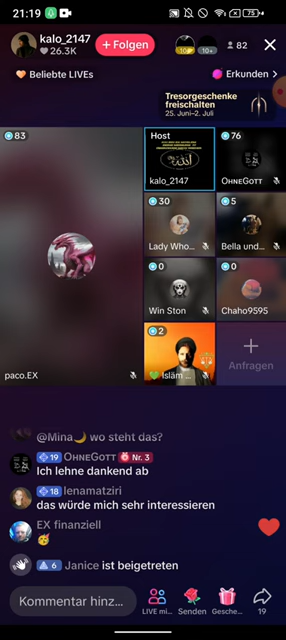 21:19
75
kalo_2147
26.3K
+ Folgen
10+
82
Beliebte LIVEs
Erkunden >
Tresorgeschenke
freischalten
25. Juni–2. Juli
83
Host
kalo_2147
76
OHNEGOTT
30
Lady Who...
5
Bella und...
0
Win Ston
0
Chaho9595
paco.EX
2
Islam ...
Anfragen
@Mina🌙 wo steht das?
19 OHNEGOTT Nr. 3
Ich lehne dankend ab
18 lenamatziri
das würde mich sehr interessieren
EX finanziell
🥳
6 Janice ist beigetreten
Kommentar hinz...
LIVE mi...
Senden
Gesche...
19